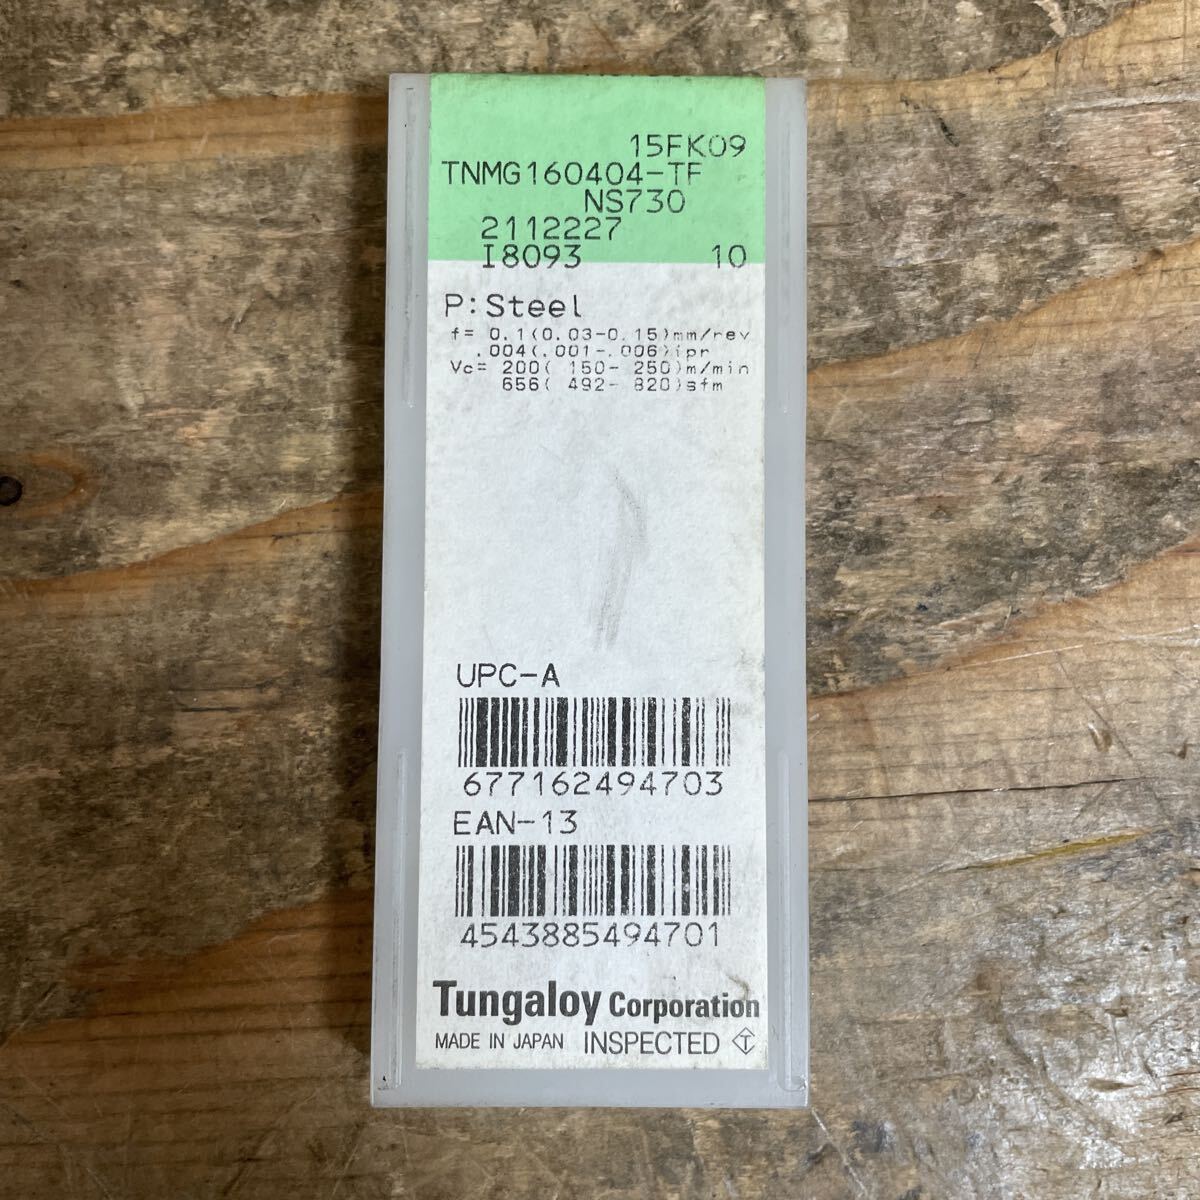 15FK09
TNMG160404-TF
NS730
2112227
I8093 10
P:Steel
f= 0.1(0.03-0.15)mm/rev
.004(.001-.006)ipr
Vc= 200( 150- 250)m/min
656( 492- 820)sfm
UPC-A
677162494703
EAN-13
4543885494701
Tungaloy Corporation
MADE IN JAPAN INSPECTED T